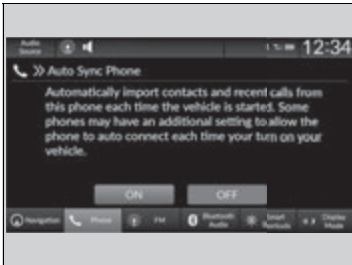 Audio
Source
12:34
Auto Sync Phone
Automatically import contacts and recent calls from
this phone each time the vehicle is started. Some
phones may have an additional setting to allow the
phone to auto connect each time your turn on your
vehicle.
ON OFF
Navigation Phone FM Bluetooth Audio Smart Display Mode